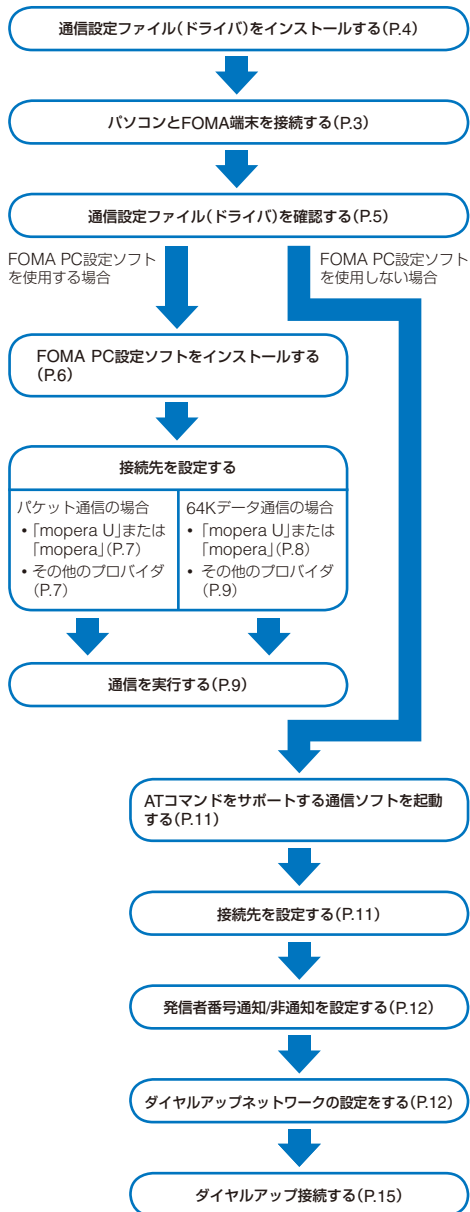 通信設定ファイル(ドライバ)をインストールする(P.4)
パソコンとFOMA端末を接続する(P.3)
通信設定ファイル(ドライバ)を確認する(P.5)
FOMA PC設定ソフト
を使用する場合
FOMA PC設定ソフト
を使用しない場合
FOMA PC設定ソフトをインストールする
(P.6)
接続先を設定する
パケット通信の場合
・「mopera U」または
「mopera」(P.7)
・その他のプロバイダ
(P.7)
64Kデータ通信の場合
・「mopera U」または
「mopera」(P.8)
・その他のプロバイダ
(P.9)
通信を実行する(P.9)
ATコマンドをサポートする通信ソフトを起動
する(P.11)
接続先を設定する(P.11)
発信者番号通知/非通知を設定する(P.12)
ダイヤルアップネットワークの設定をする(P.12)
ダイヤルアップ接続する(P.15)